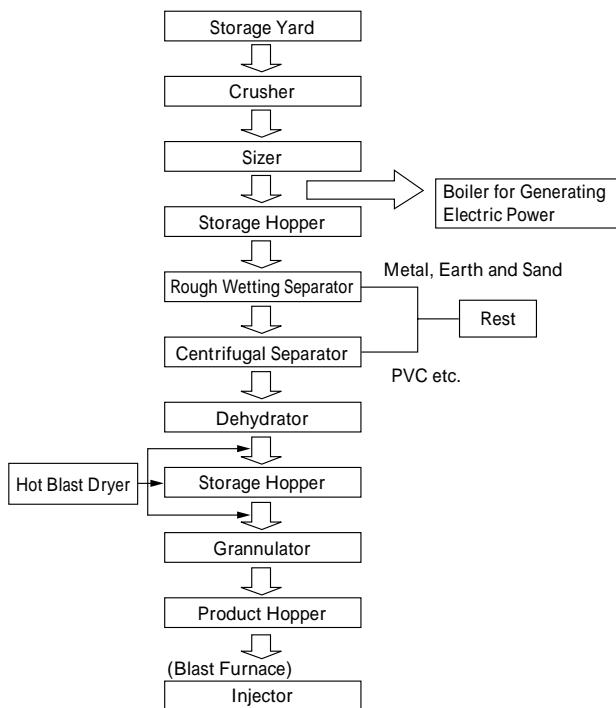 Storage Yard
Crusher
Sizer
Boiler for Generating
Electric Power
Storage Hopper
Metal, Earth and Sand
Rough Wetting Separator
Rest
Centrifugal Separator
PVC etc.
Dehydrator
Hot Blast Dryer
Storage Hopper
Grannulator
Product Hopper
(Blast Furnace)
Injector